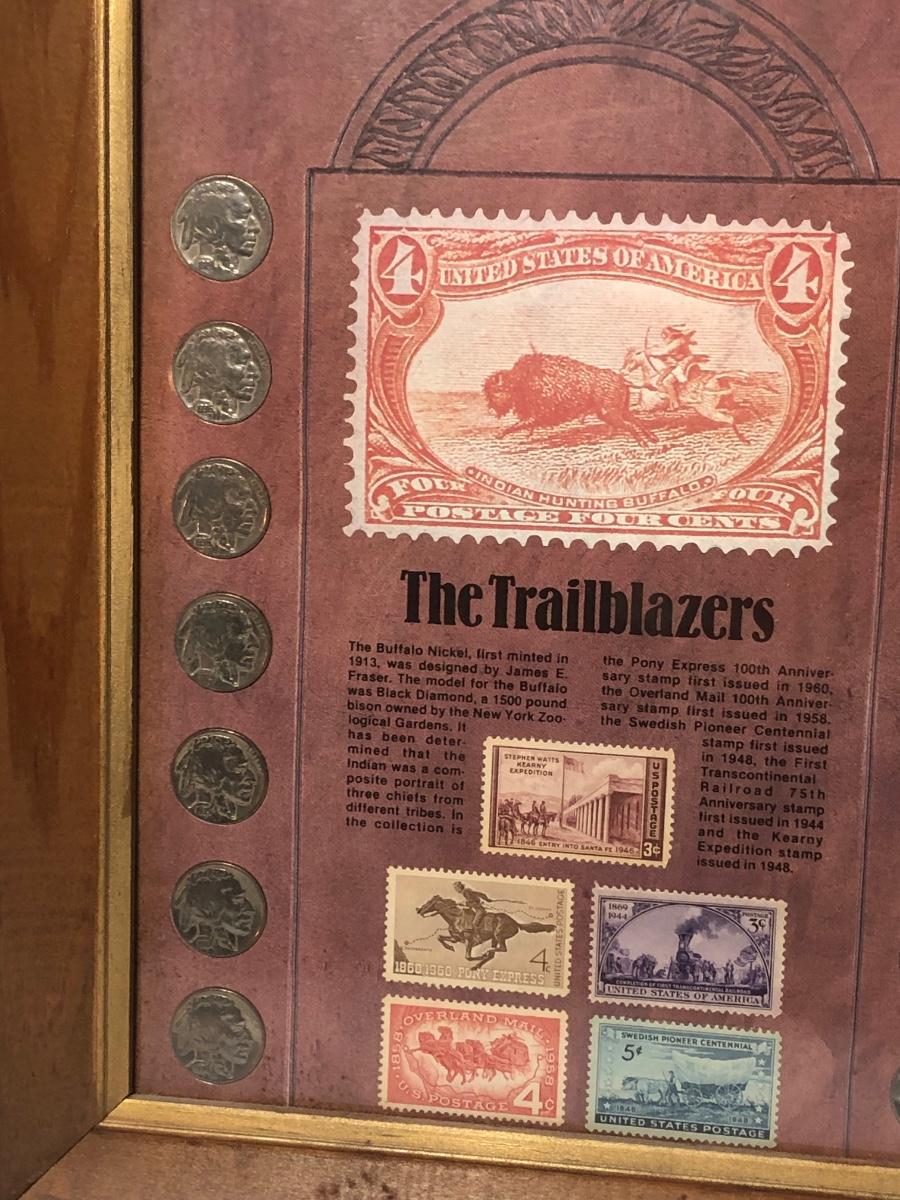 4 4
UNITED STATES OF AMERICA
INDIAN HUNTING BUFFALO.
FOUR FOUR
POSTAGE FOUR CENTS
The Trailblazers
The Buffalo Nickel, first minted in
1913, was designed by James E.
Fraser. The model for the Buffalo
was Black Diamond, a 1500 pound
bison owned by the New York Zoo-
logical Gardens. It
has been deter-
mined that the
Indian was a com-
posite portrait of
three chiefs from
different tribes. In
the collection is
the Pony Express 100th Anniver-
sary stamp first issued in 1960,
the Overland Mail 100th Anniver-
sary stamp first issued in 1958.
the Swedish Pioneer Centennial
stamp first issued
in 1948, the First
Transcontinental
Railroad 75th
Anniversary stamp
first issued in 1944
and the Kearny
Expedition stamp
issued in 1948.
STEPHEN WATTS
KEARNY
EXPEDITION
U S POSTAGE
3¢
1846 ENTRY INTO SANTA FE 1946
4¢
UNITED STATES POSTAGE
1860 1960 PONY EXPRESS
1869
1944
POSTAGE
3¢
COMPLETION OF FIRST TRANSCONTINENTAL RAILROAD
UNITED STATES OF AMERICA
1858 · OVERLAND MAIL · 1958
U.S. POSTAGE 4¢
SWEDISH PIONEER CENTENNIAL
5¢
1848 1948
UNITED STATES POSTAGE